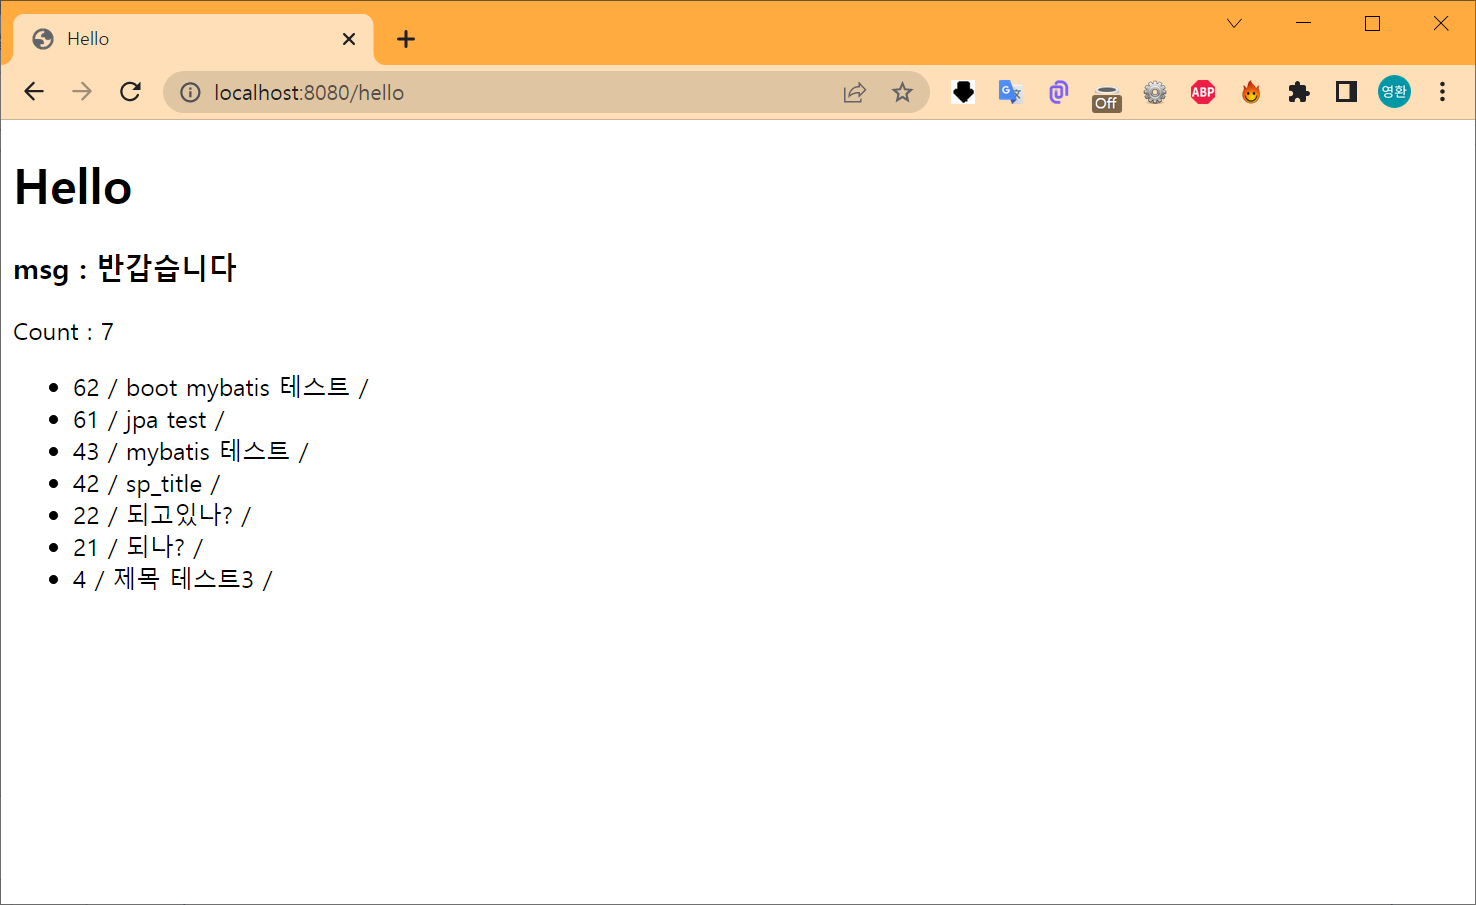 Hello
localhost:8080/hello
Off
ABP
영환
Hello
msg : 반갑습니다
Count : 7
62 / boot mybatis 테스트 /
61 / jpa test /
43 / mybatis 테스트 /
42 / sp_title /
22 / 되고있나? /
21 / 되나? /
4 / 제목 테스트3 /